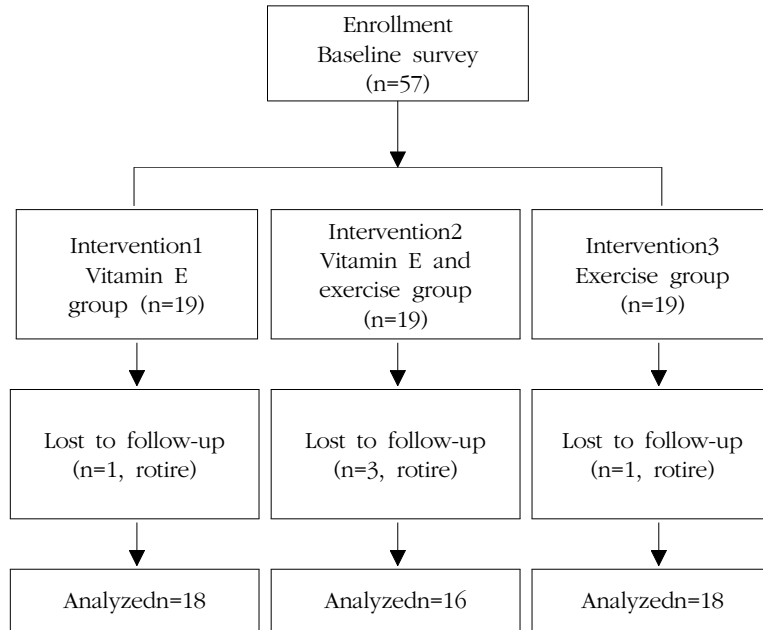 Enrollment
Baseline survey
(n=57)
Intervention1
Vitamin E
group (n=19)
Intervention2
Vitamin E and
exercise group
(n=19)
Intervention3
Exercise group
(n=19)
Lost to follow-up
(n=1, rotire)
Lost to follow-up
(n=3, rotire)
Lost to follow-up
(n=1, rotire)
Analyzedn=18
Analyzedn=16
Analyzedn=18